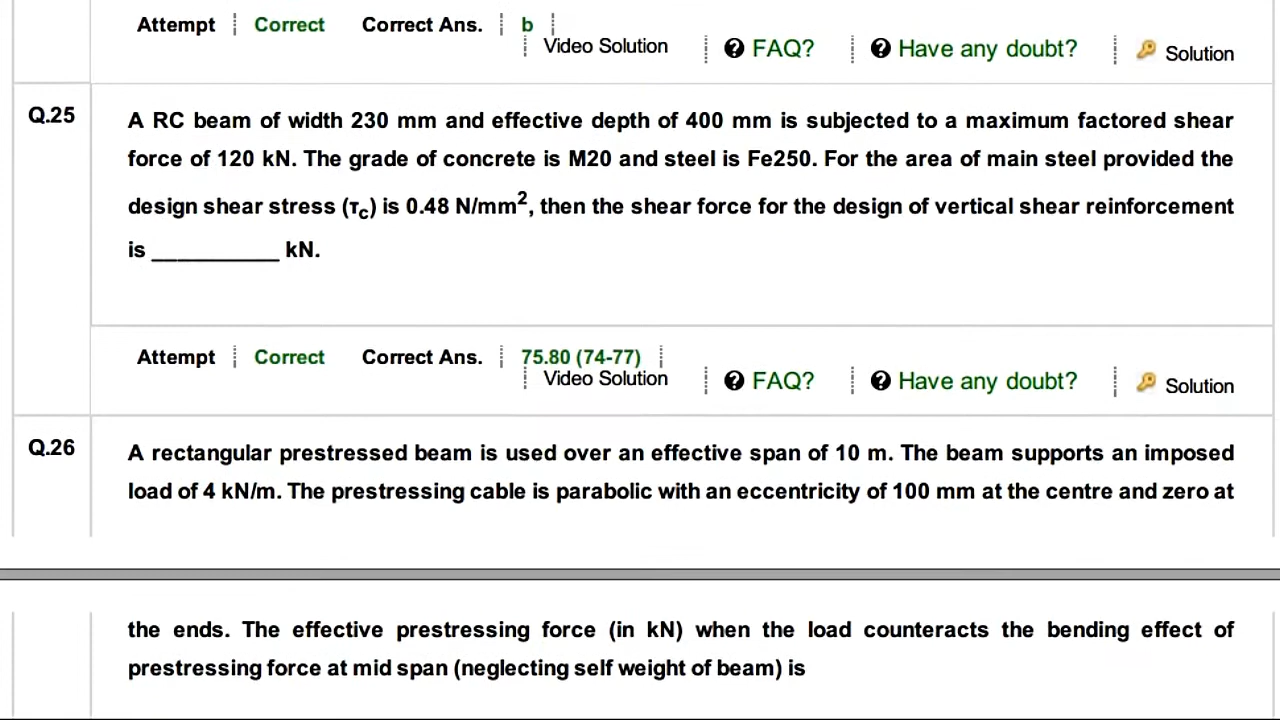 Attempt Correct Correct Ans. b
Video Solution FAQ? Have any doubt? Solution
Q.25 A RC beam of width 230 mm and effective depth of 400 mm is subjected to a maximum factored shear
force of 120 kN. The grade of concrete is M20 and steel is Fe250. For the area of main steel provided the
design shear stress (τc) is 0.48 N/mm², then the shear force for the design of vertical shear reinforcement
is __________ kN.
Attempt Correct Correct Ans. 75.80 (74-77)
Video Solution FAQ? Have any doubt? Solution
Q.26 A rectangular prestressed beam is used over an effective span of 10 m. The beam supports an imposed
load of 4 kN/m. The prestressing cable is parabolic with an eccentricity of 100 mm at the centre and zero at
the ends. The effective prestressing force (in kN) when the load counteracts the bending effect of
prestressing force at mid span (neglecting self weight of beam) is